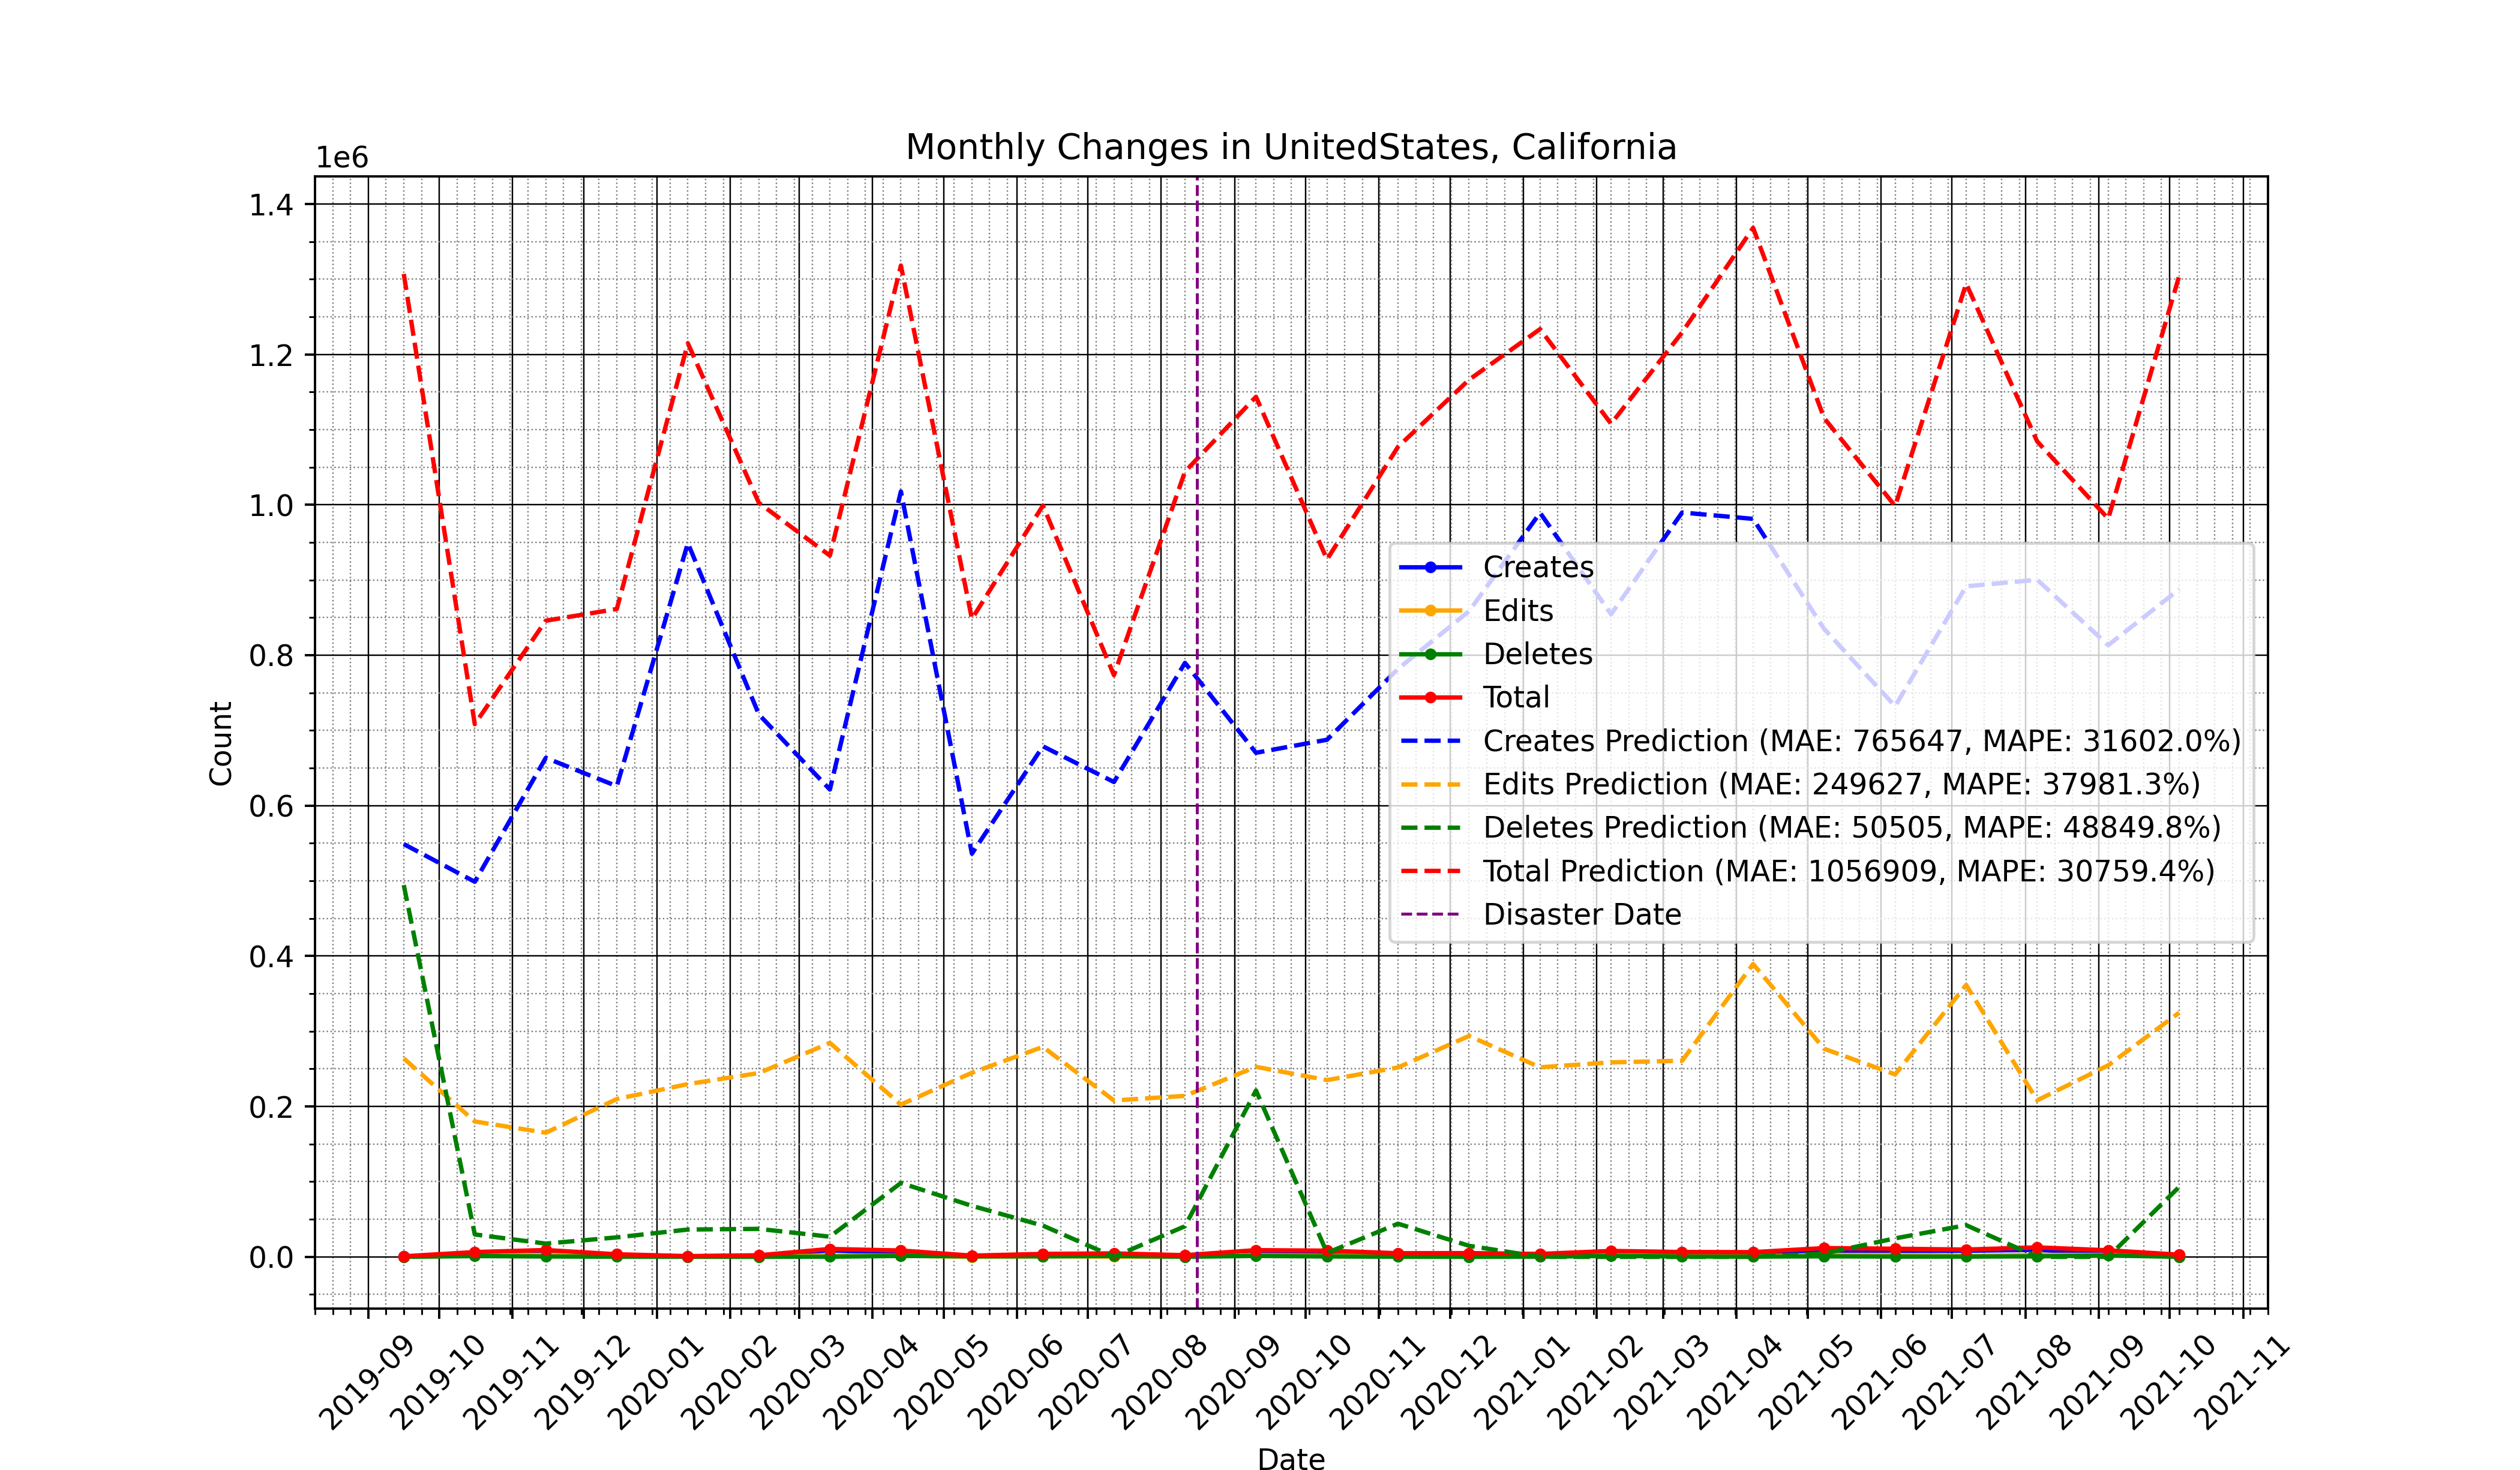 Monthly Changes in UnitedStates, California
1e6
1.4
1.2
1.0
0.8
0.6
0.4
0.2
0.0
Count
Creates
Edits
Deletes
Total
Creates Prediction (MAE: 765647, MAPE: 31602.0%)
Edits Prediction (MAE: 249627, MAPE: 37981.3%)
Deletes Prediction (MAE: 50505, MAPE: 48849.8%)
Total Prediction (MAE: 1056909, MAPE: 30759.4%)
Disaster Date
2019-09
2019-10
2019-11
2019-12
2020-01
2020-02
2020-03
2020-04
2020-05
2020-06
2020-07
2020-08
2020-09
2020-10
2020-11
2020-12
2021-01
2021-02
2021-03
2021-04
2021-05
2021-06
2021-07
2021-08
2021-09
2021-10
2021-11
Date